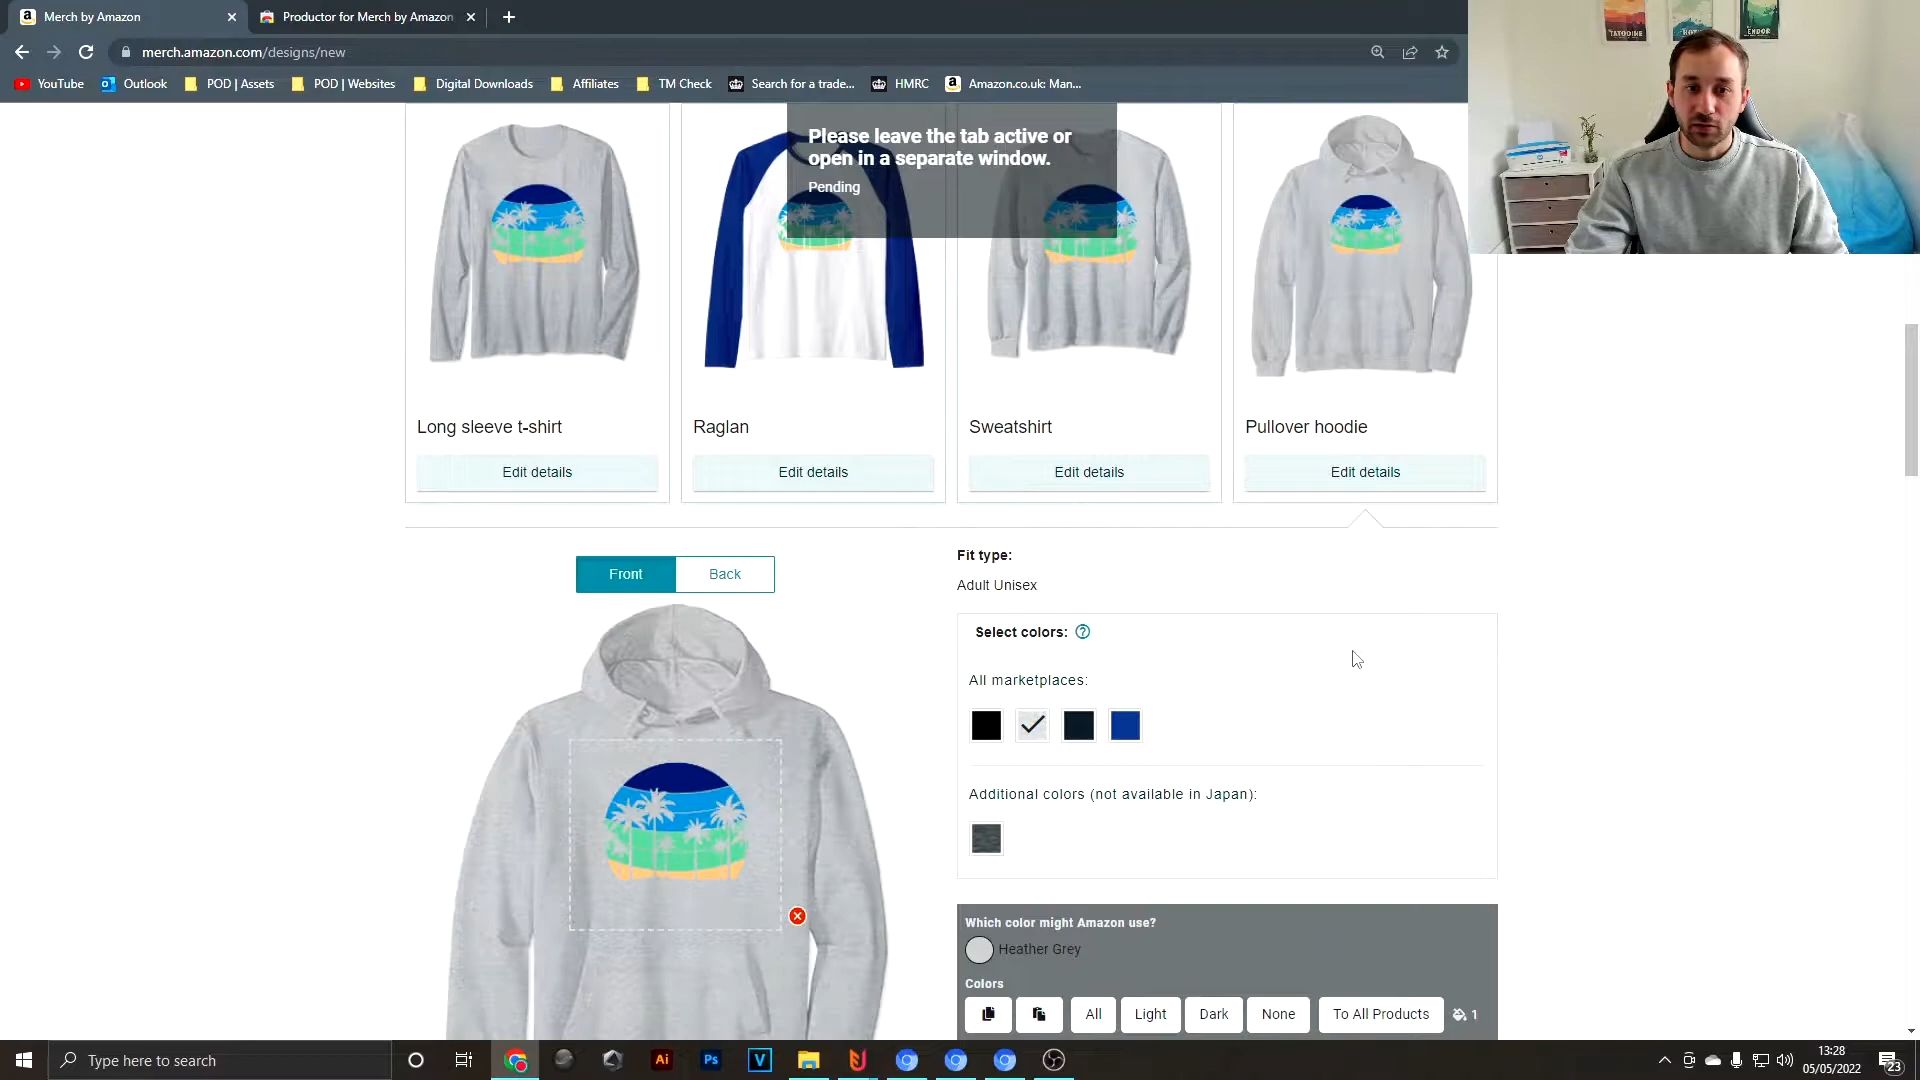 Merch by Amazon
Productor for Merch by Amazon
merch.amazon.com/designs/new
YouTube
Outlook
POD | Assets
POD | Websites
Digital Downloads
Affiliates
TM Check
Search for a trade...
HMRC
Amazon.co.uk: Man...
TATOOINE
HOTH
ENDOR
Please leave the tab active or
open in a separate window.
Pending
Long sleeve t-shirt
Raglan
Sweatshirt
Pullover hoodie
Edit details
Edit details
Edit details
Edit details
Front
Back
Fit type:
Adult Unisex
Select colors:
All marketplaces:
Additional colors (not available in Japan):
Which color might Amazon use?
Heather Grey
Colors
All
Light
Dark
None
To All Products
1
Type here to search
Ai
Ps
V
13:28
05/05/2022
23